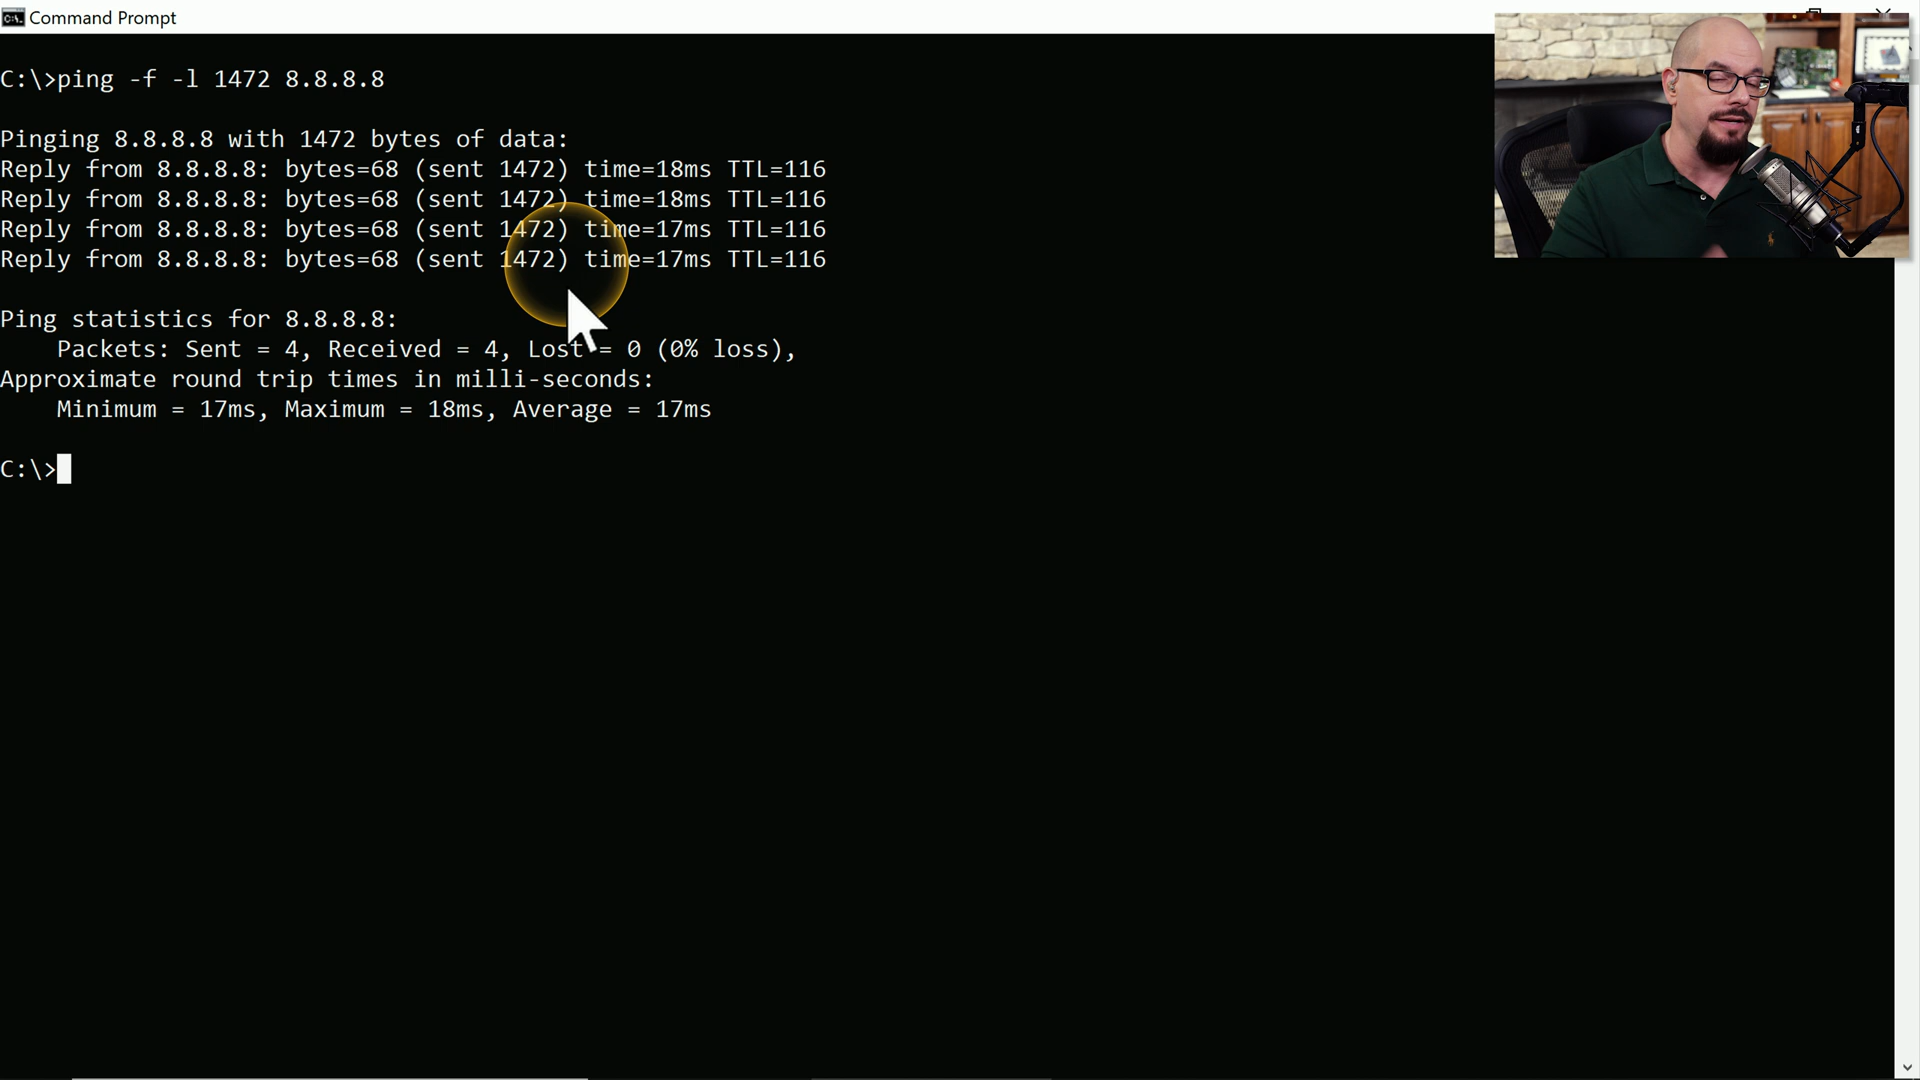 Command Prompt
C:\>ping -f -l 1472 8.8.8.8
Pinging 8.8.8.8 with 1472 bytes of data:
Reply from 8.8.8.8: bytes=68 (sent 1472) time=18ms TTL=116
Reply from 8.8.8.8: bytes=68 (sent 1472) time=18ms TTL=116
Reply from 8.8.8.8: bytes=68 (sent 1472) time=17ms TTL=116
Reply from 8.8.8.8: bytes=68 (sent 1472) time=17ms TTL=116
Ping statistics for 8.8.8.8:
Packets: Sent = 4, Received = 4, Lost = 0 (0% loss),
Approximate round trip times in milli-seconds:
Minimum = 17ms, Maximum = 18ms, Average = 17ms
C:\>